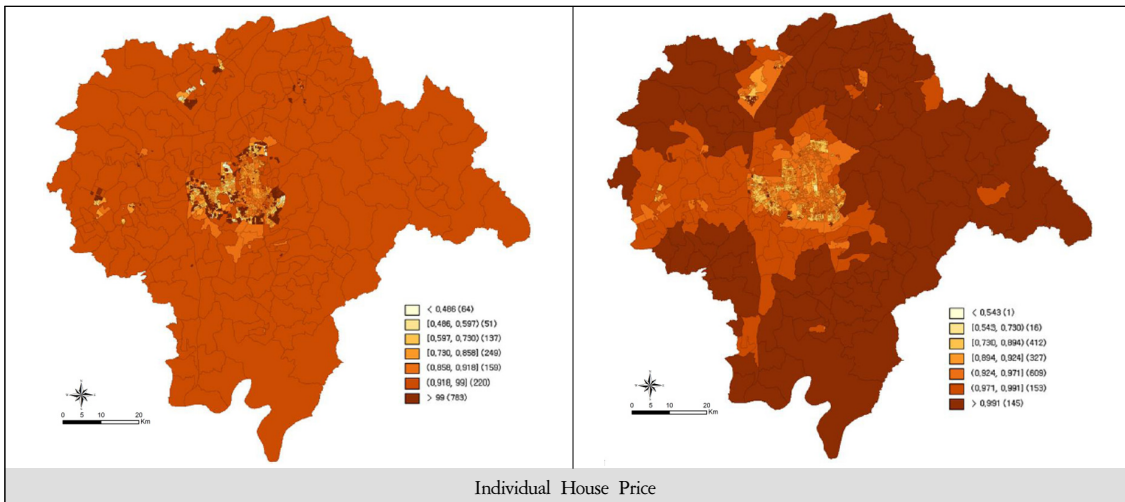 < 0,486 (64)
[0,486, 0,597) (51)
[0,597, 0,730) (137)
[0,730, 0,858] (249)
(0,858, 0,918] (159)
(0,918, 99] (220)
> 99 (783)
0 5 10 20
Km
< 0,543 (1)
[0,543, 0,730) (16)
[0,730, 0,894) (412)
[0,894, 0,924] (327)
(0,924, 0,971] (609)
(0,971, 0,991] (153)
> 0,991 (145)
0 5 10 20
Km
Individual House Price